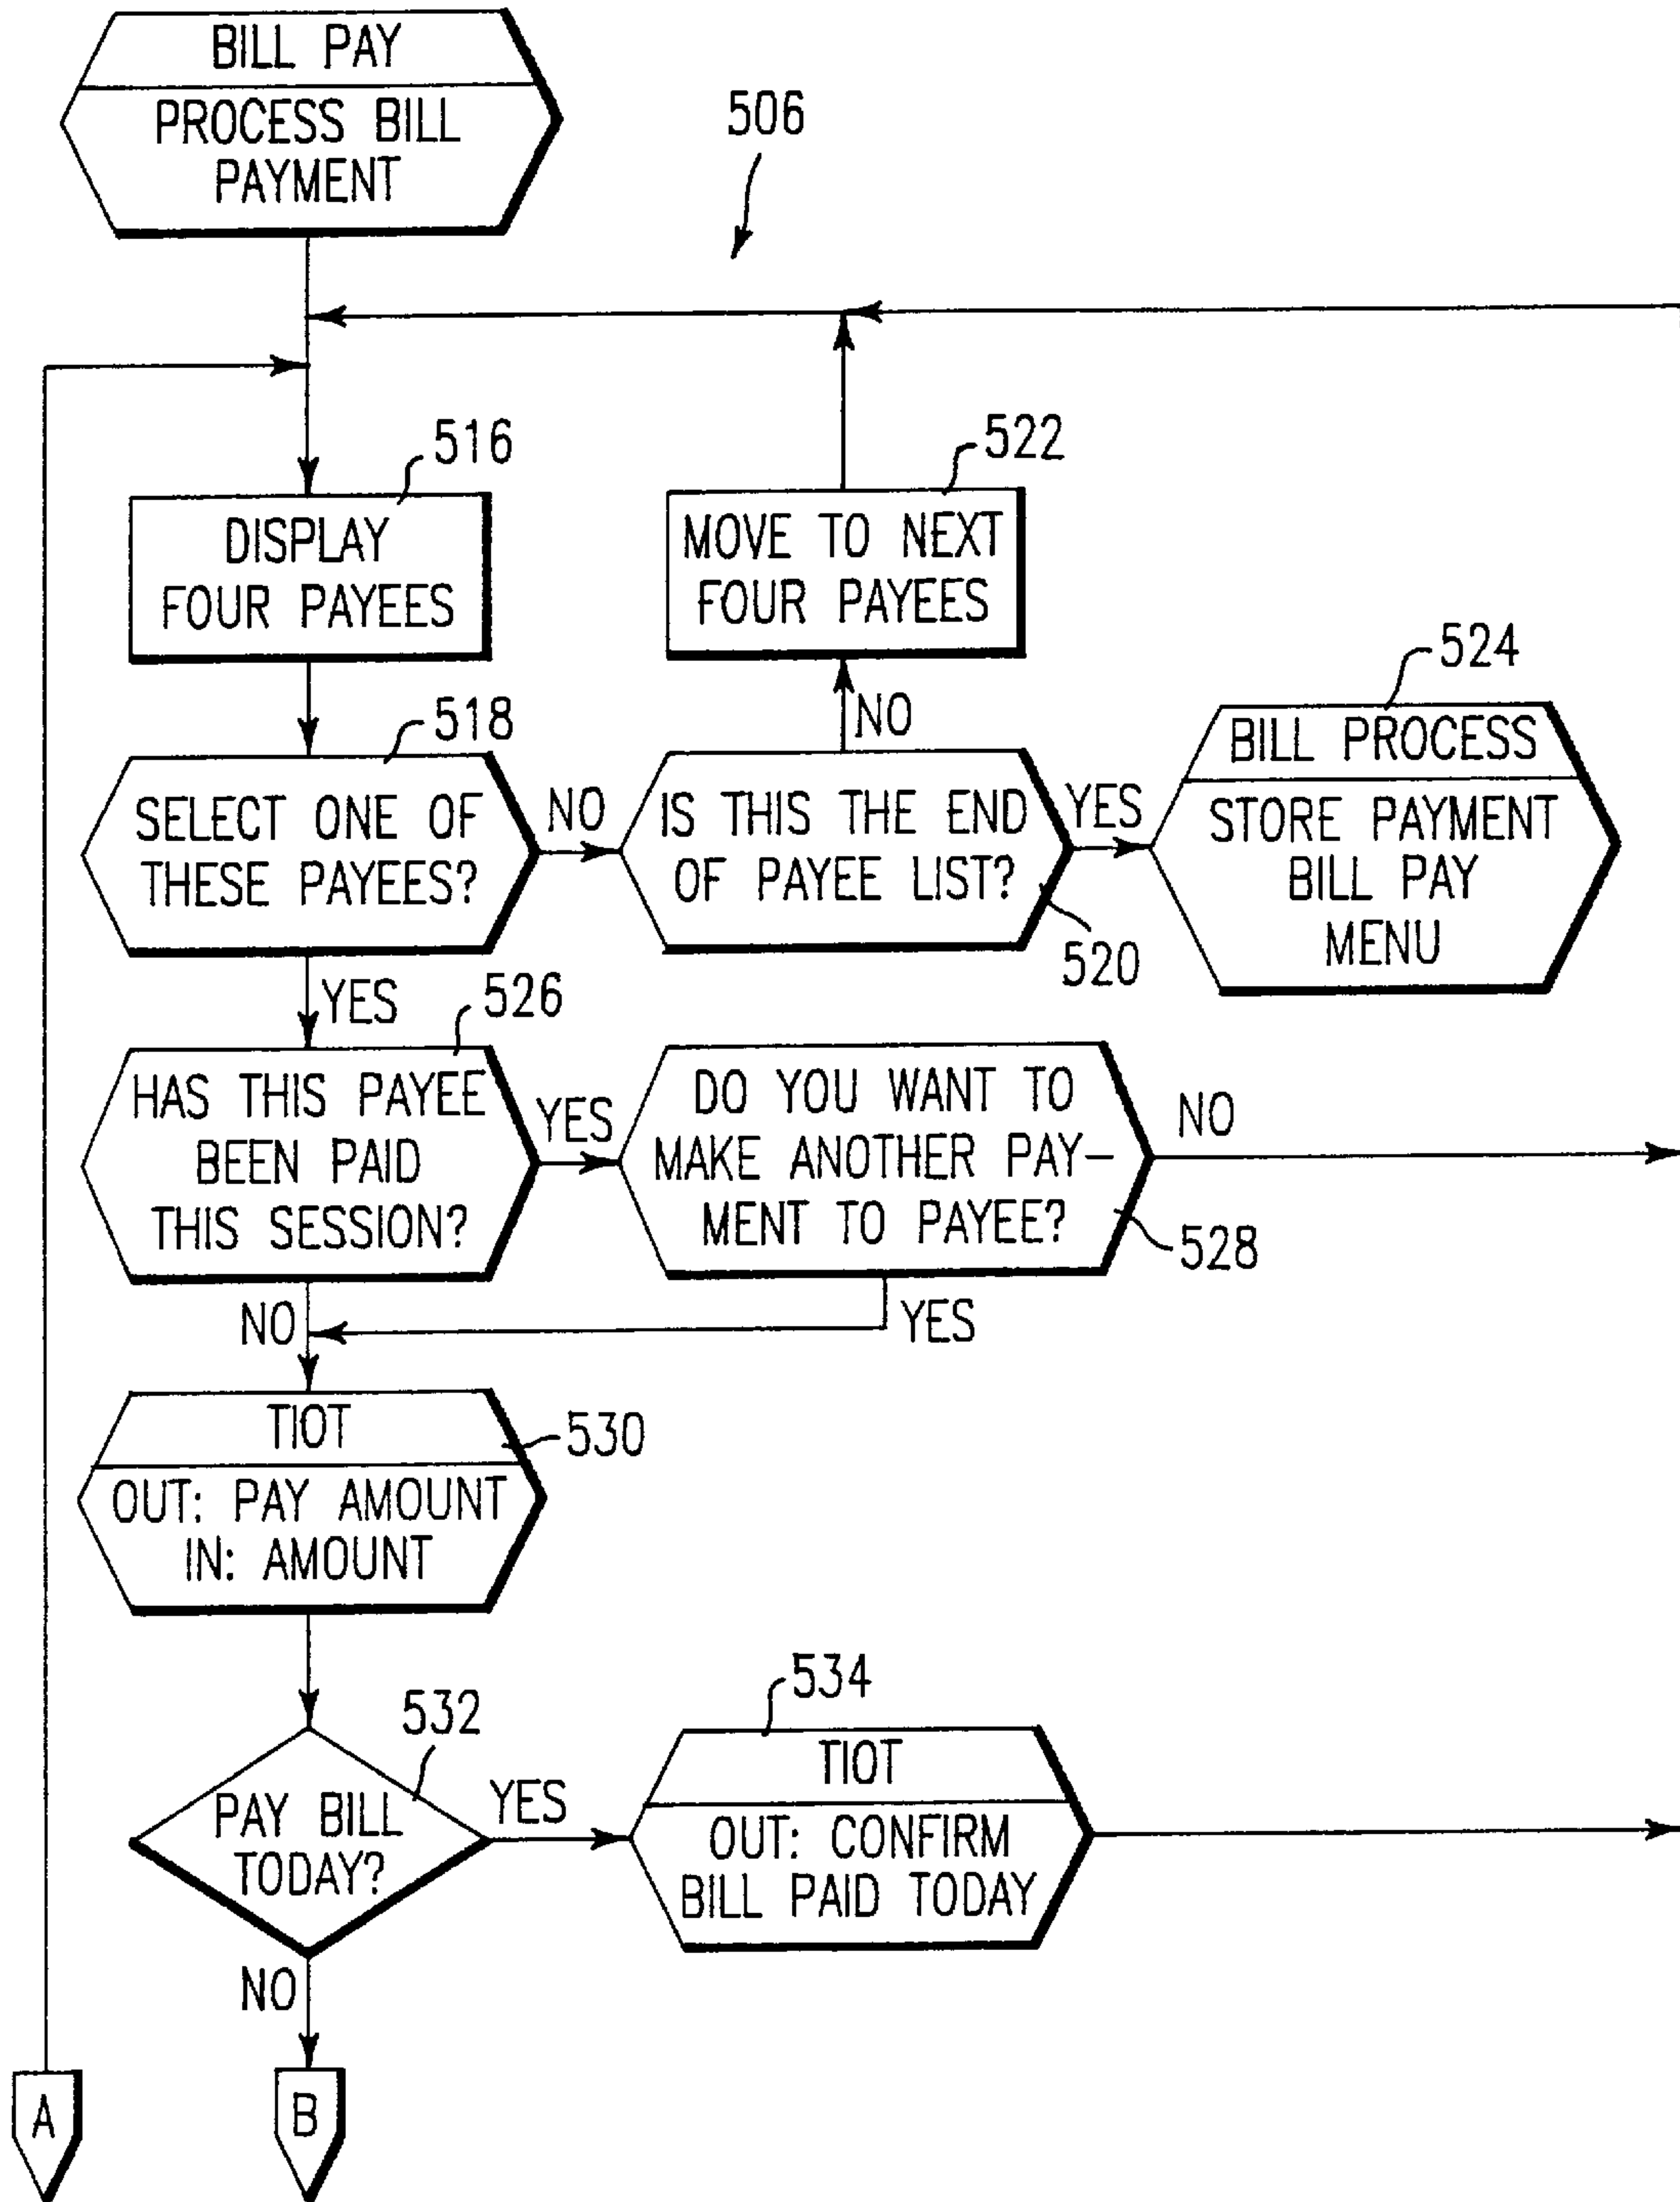 BILL PAY
PROCESS BILL
PAYMENT
506
516
DISPLAY
FOUR PAYEES
522
MOVE TO NEXT
FOUR PAYEES
518
SELECT ONE OF
THESE PAYEES?
NO
NO
IS THIS THE END
OF PAYEE LIST?
520
YES
524
BILL PROCESS
STORE PAYMENT
BILL PAY
MENU
YES
526
HAS THIS PAYEE
BEEN PAID
THIS SESSION?
YES
DO YOU WANT TO
MAKE ANOTHER PAY-
MENT TO PAYEE?
528
NO
NO
YES
TIOT
530
OUT: PAY AMOUNT
IN: AMOUNT
532
PAY BILL
TODAY?
YES
534
TIOT
OUT: CONFIRM
BILL PAID TODAY
NO
A
B